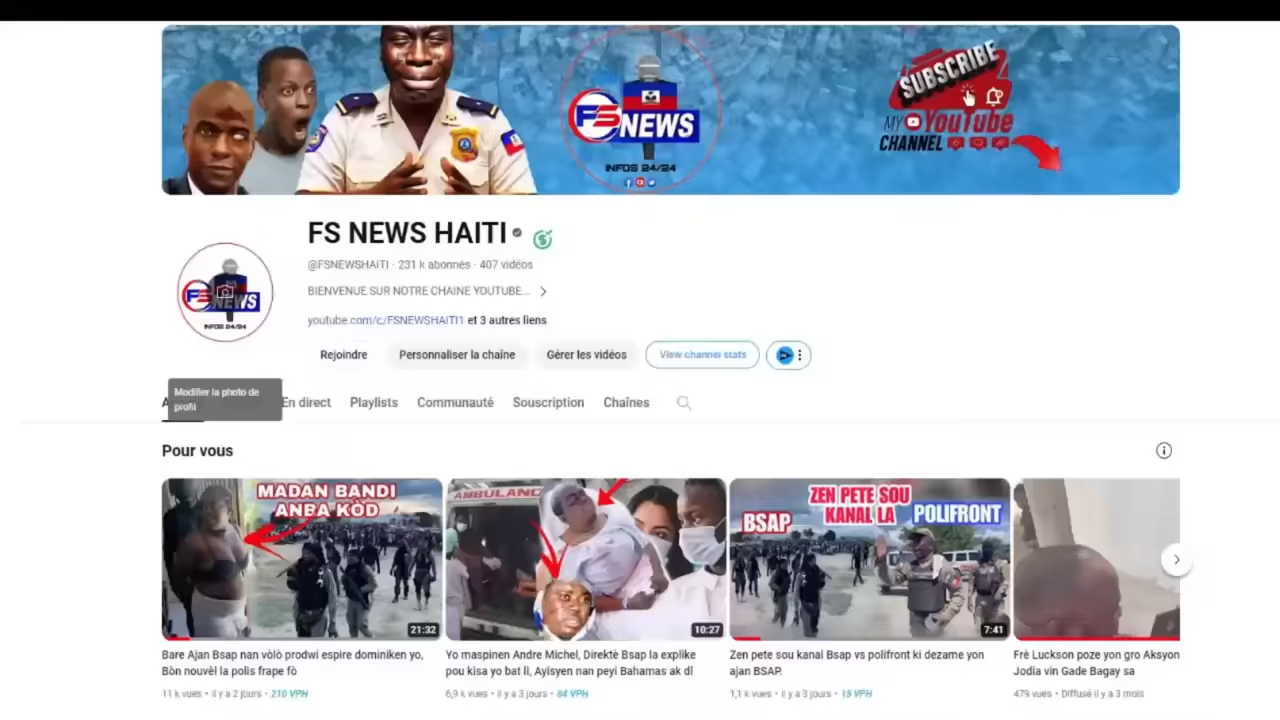 SUBSCRIBE
MY YouTube
CHANNEL
FS NEWS
INFOS 24/24
FS NEWS HAITI
@FSNEWSHAITI · 231 k abonnés · 407 vidéos
BIENVENUE SUR NOTRE CHAINE YOUTUBE...
FS NEWS
INFOS 24/24
youtube.com/c/FSNEWSHAITI1 et 3 autres liens
Rejoindre Personnaliser la chaîne Gérer les vidéos View channel stats
Modifier la photo de
profil
En direct Playlists Communauté Souscription Chaînes
Pour vous
MADAN BANDI
ANBA KÒD
21:32
AMBULANC
10:27
ZEN PETE SOU
KANAL LA
BSAP
POLIFRONT
7:41
Bare Ajan Bsap nan vòlò prodwi espire dominiken yo,
Bòn nouvèl la polis frape fò
11 k vues • il y a 2 jours • 210 VPH
Yo maspinen Andre Michel, Direktè Bsap la eksplike
pou kisa yo bat li, Ayisyen nan peyi Bahamas ak dl
6,9 k vues • il y a 3 jours • 84 VPH
Zen pete sou kanal Bsap vs polifront ki dezame yon
ajan BSAP.
1,1 k vues • il y a 3 jours • 15 VPH
Frè Luckson poze yon gro Aksyon
Jodia vin Gade Bagay sa
479 vues • Diffusé il y a 3 mois